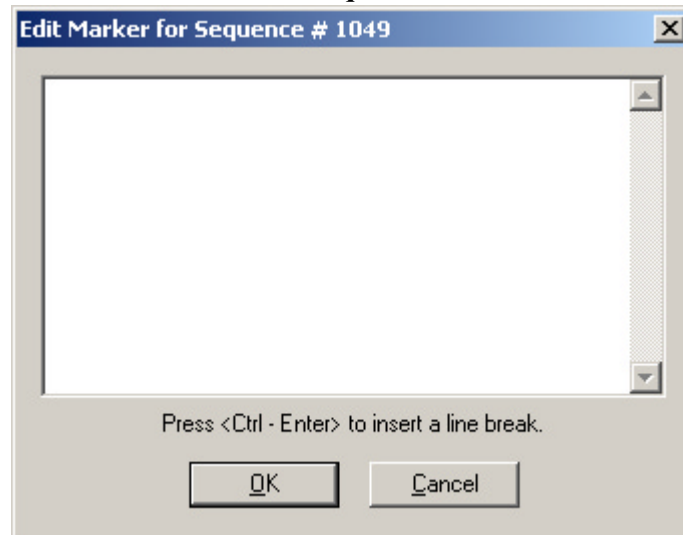 Edit Marker for Sequence # 1049
Press <Ctrl - Enter> to insert a line break.
OK
Cancel